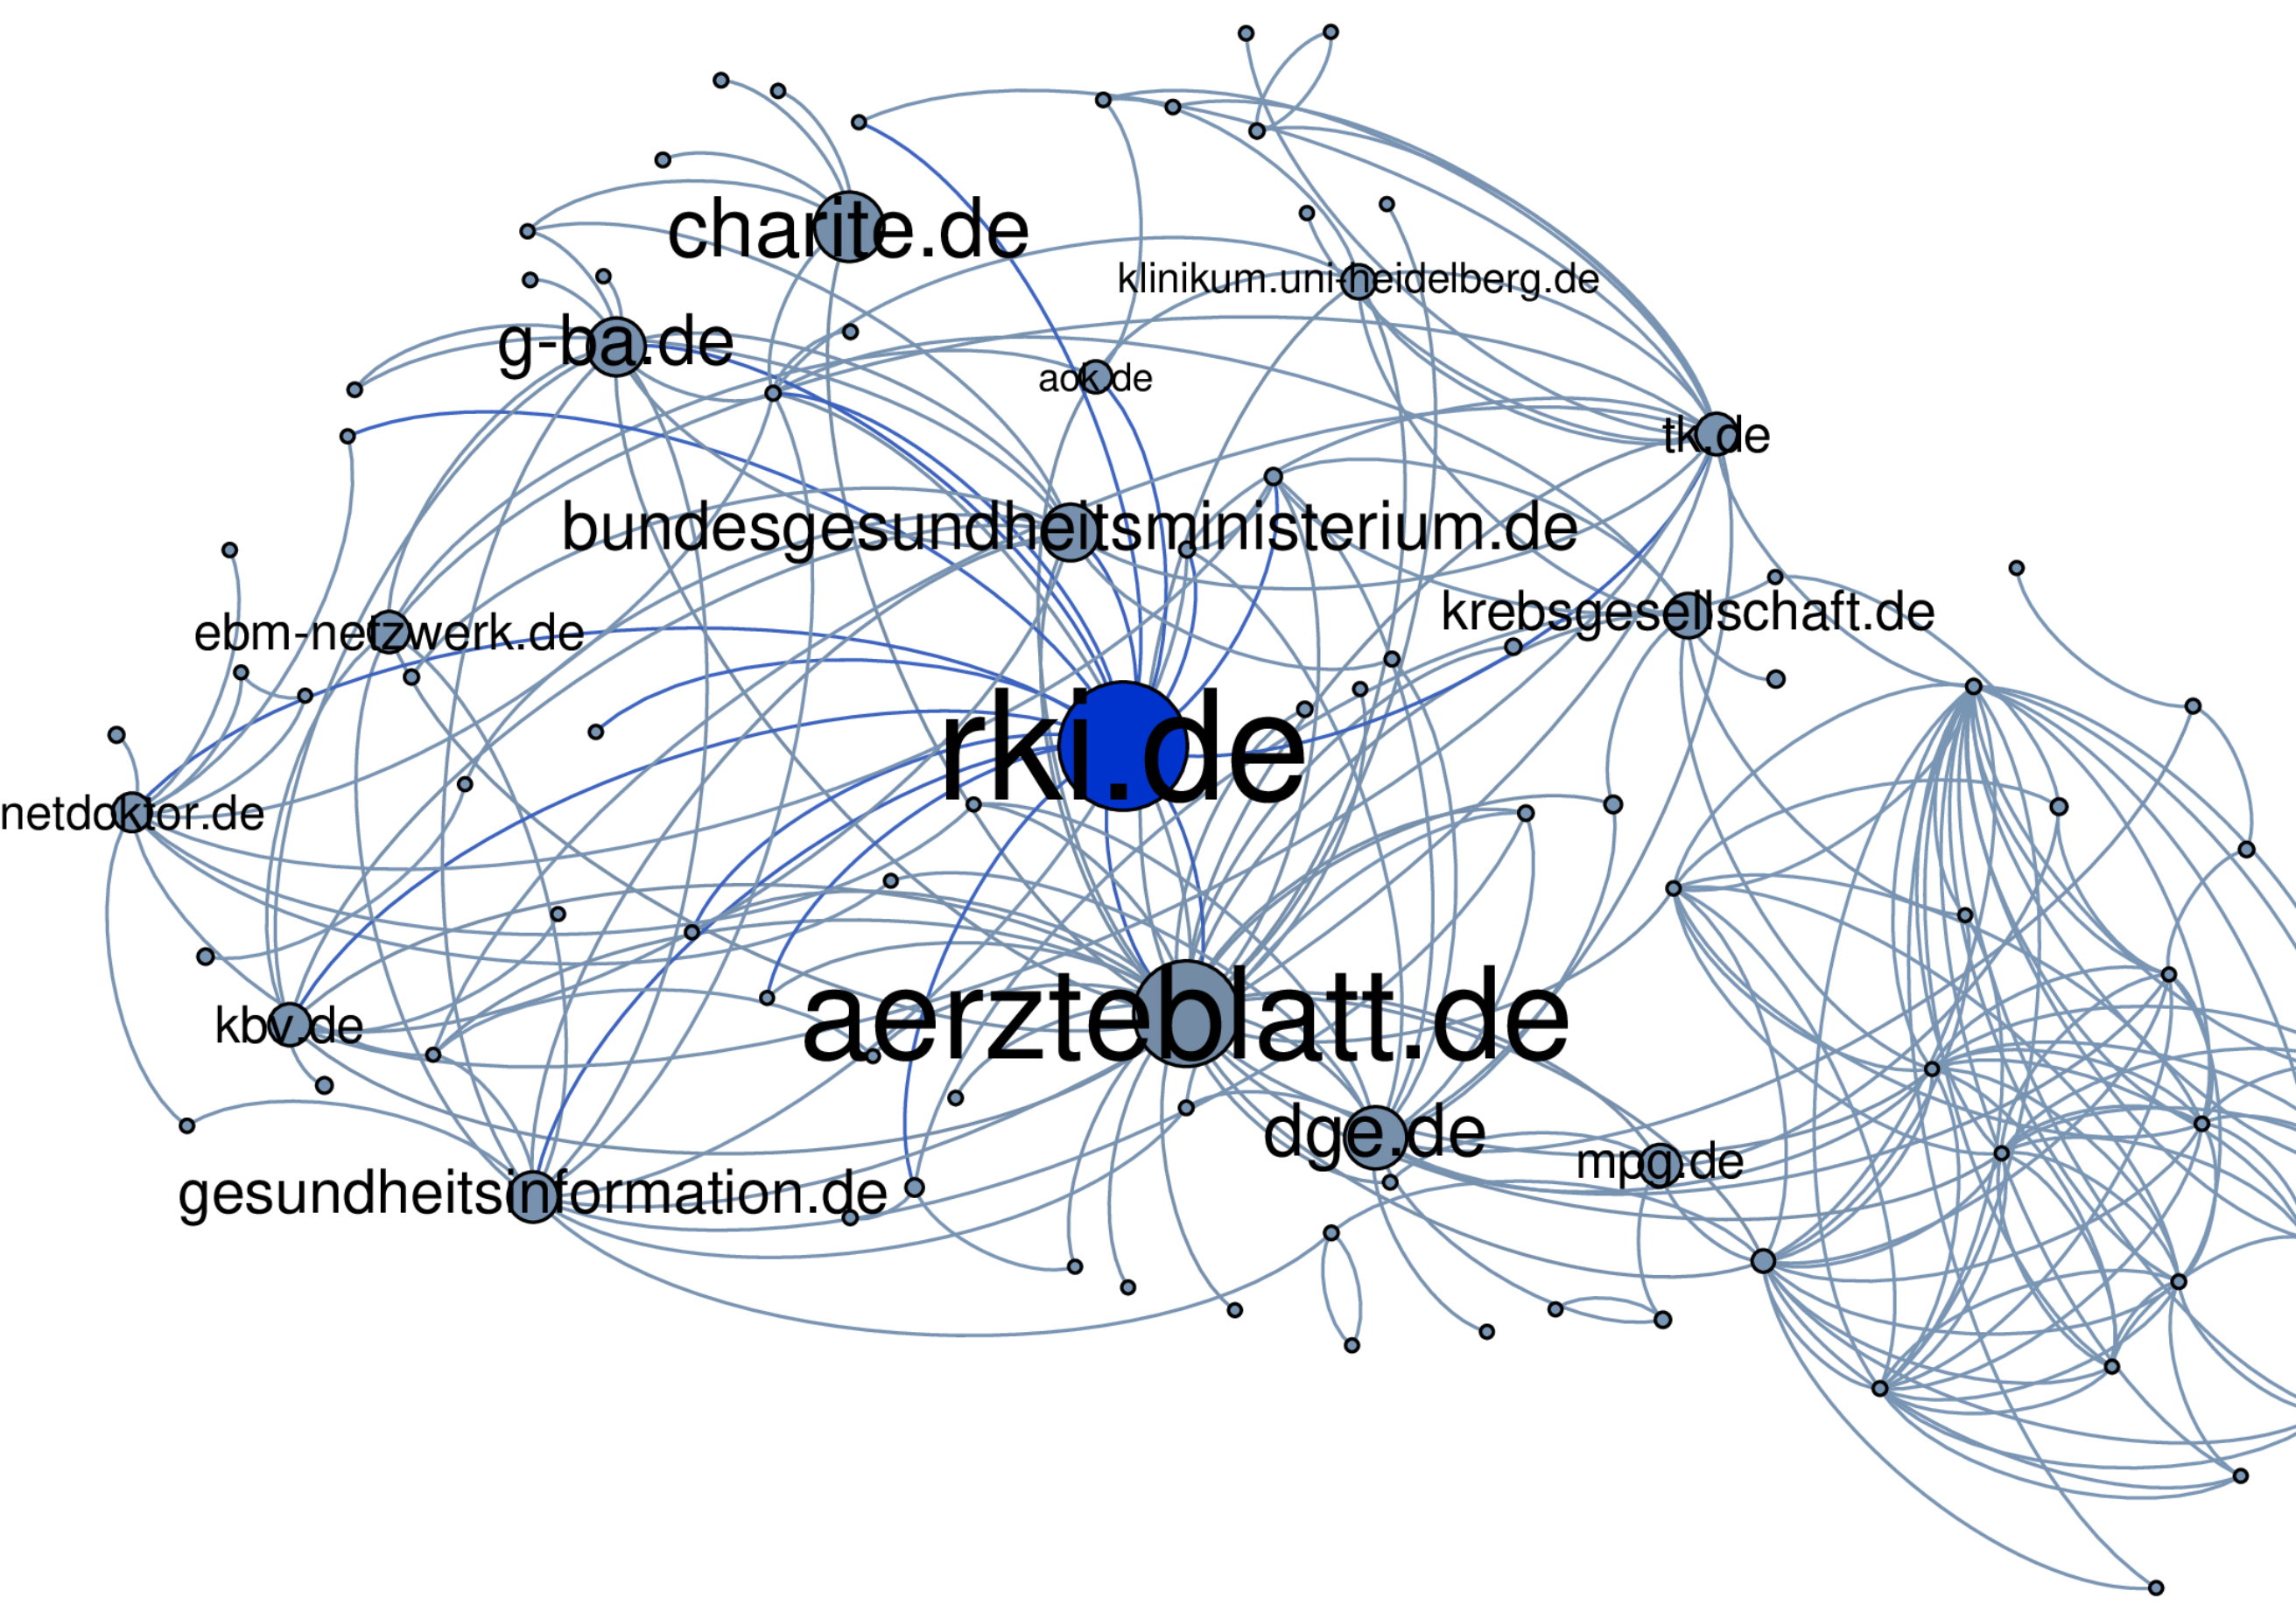 charite.de
klinikum.uni-heidelberg.de
g-ba.de
aok.de
tk.de
bundesgesundheitsministerium.de
krebsgesellschaft.de
ebm-netzwerk.de
rki.de
netdoktor.de
aerzteblatt.de
kbv.de
dge.de
mpg.de
gesundheitsinformation.de